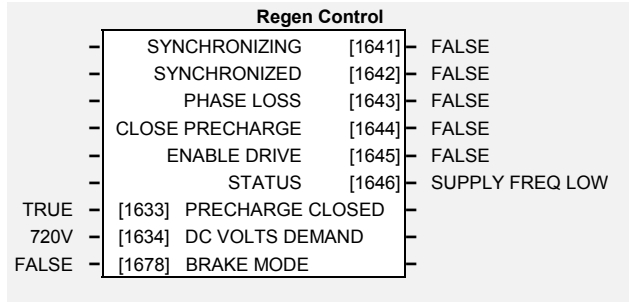 Regen Control
SYNCHRONIZING [1641] FALSE
SYNCHRONIZED [1642] FALSE
PHASE LOSS [1643] FALSE
CLOSE PRECHARGE [1644] FALSE
ENABLE DRIVE [1645] FALSE
STATUS [1646] SUPPLY FREQ LOW
TRUE [1633] PRECHARGE CLOSED
720V [1634] DC VOLTS DEMAND
FALSE [1678] BRAKE MODE